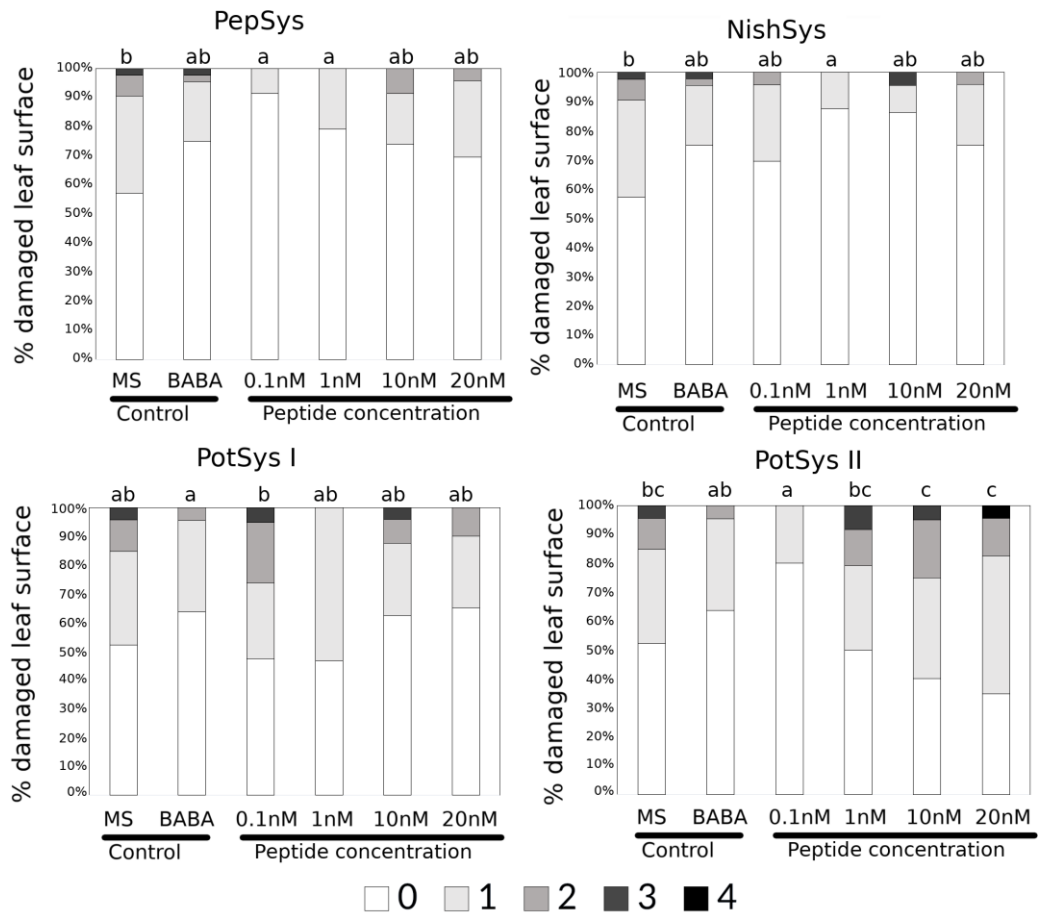 PepSys
b ab a a ab ab
% damaged leaf surface
100%
90%
80%
70%
60%
50%
40%
30%
20%
10%
0%
MS BABA 0.1nM 1nM 10nM 20nM
Control Peptide concentration
NishSys
b ab ab a ab ab
% damaged leaf surface
100%
90%
80%
70%
60%
50%
40%
30%
20%
10%
0%
MS BABA 0.1nM 1nM 10nM 20nM
Control Peptide concentration
PotSys I
ab a b ab ab ab
% damaged leaf surface
100%
90%
80%
70%
60%
50%
40%
30%
20%
10%
0%
MS BABA 0.1nM 1nM 10nM 20nM
Control Peptide concentration
PotSys II
bc ab a bc c c
% damaged leaf surface
100%
90%
80%
70%
60%
50%
40%
30%
20%
10%
0%
MS BABA 0.1nM 1nM 10nM 20nM
Control Peptide concentration
0 1 2 3 4